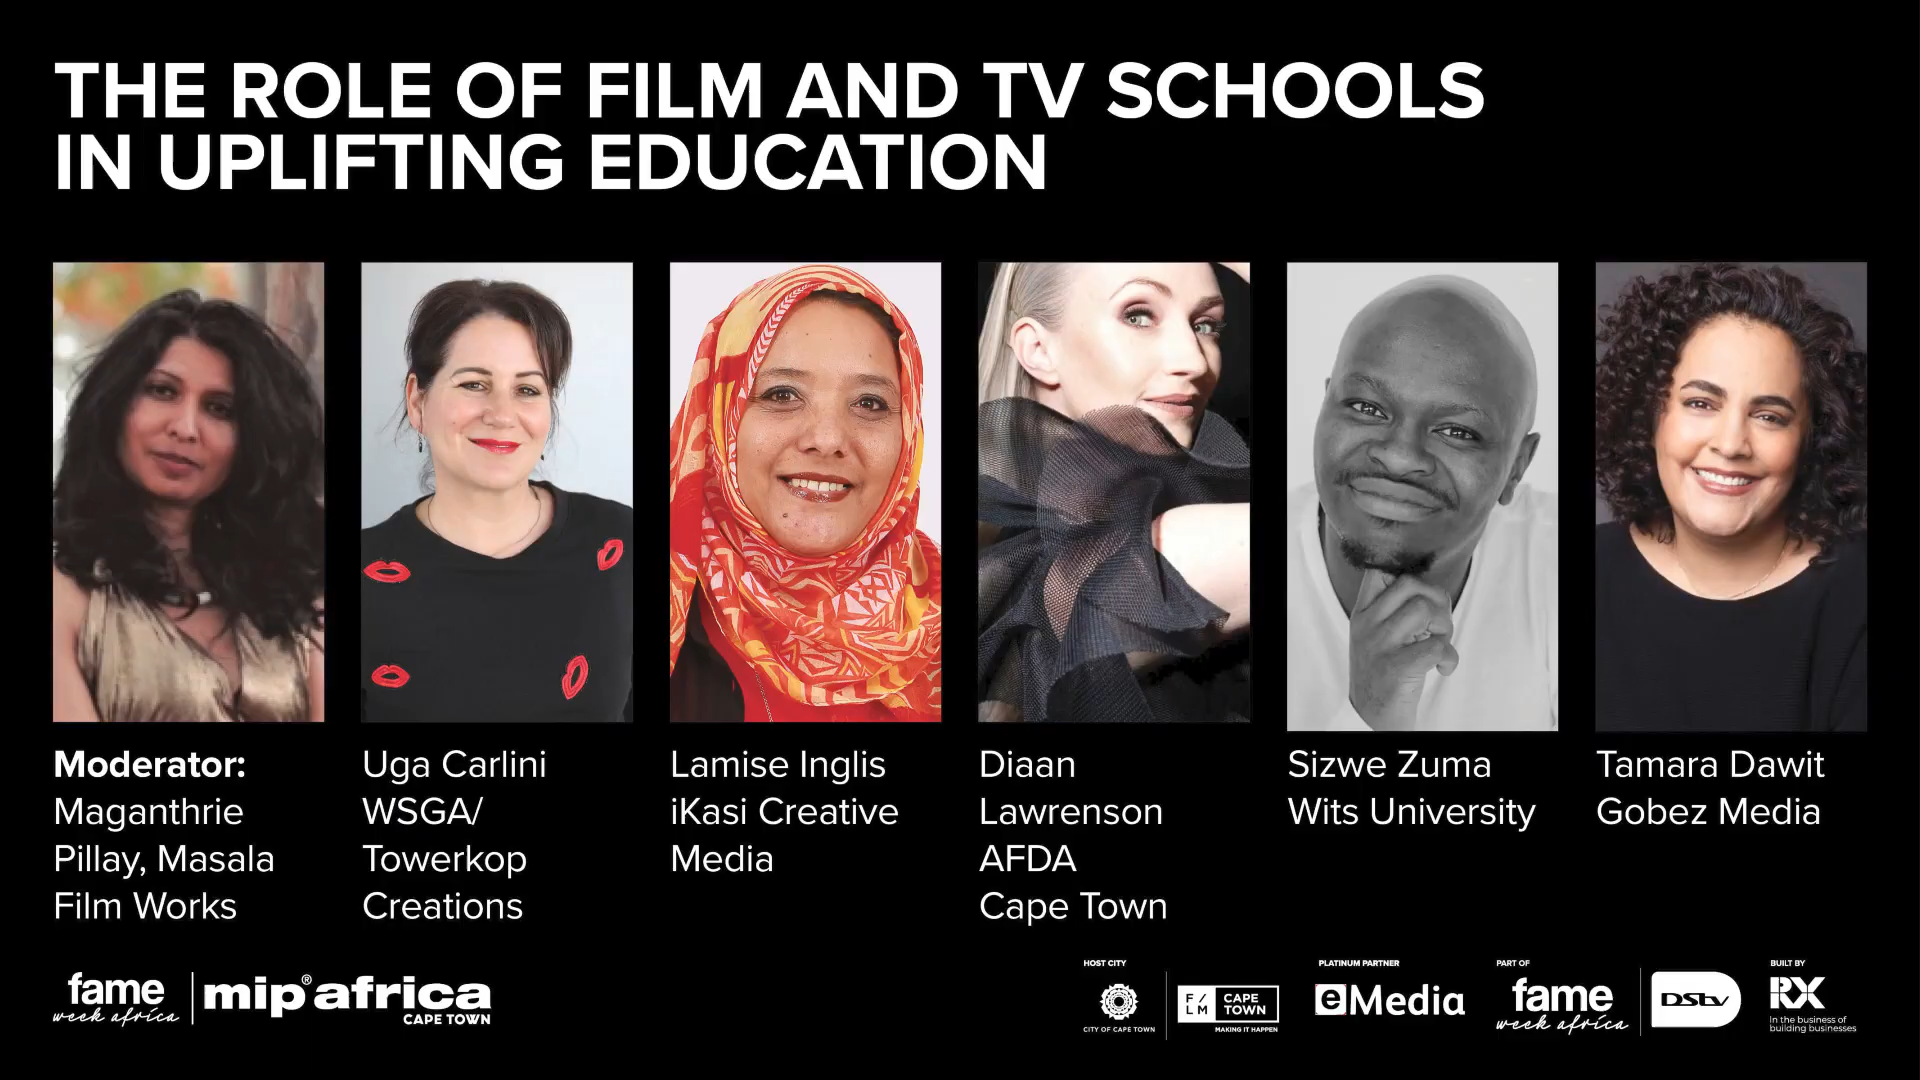 THE ROLE OF FILM AND TV SCHOOLS
IN UPLIFTING EDUCATION
Moderator:
Maganthrie
Pillay, Masala
Film Works
Uga Carlini
WSGA/
Towerkop
Creations
Lamise Inglis
iKasi Creative
Media
Diaan
Lawrenson
AFDA
Cape Town
Sizwe Zuma
Wits University
Tamara Dawit
Gobez Media
fame
week africa
mip® africa
CAPE TOWN
HOST CITY
CITY OF CAPE TOWN
F/
LM
CAPE
TOWN
MAKING IT HAPPEN
PLATINUM PARTNER
eMedia
PART OF
fame
week africa
DStv
BUILT BY
RX
In the business of
building businesses